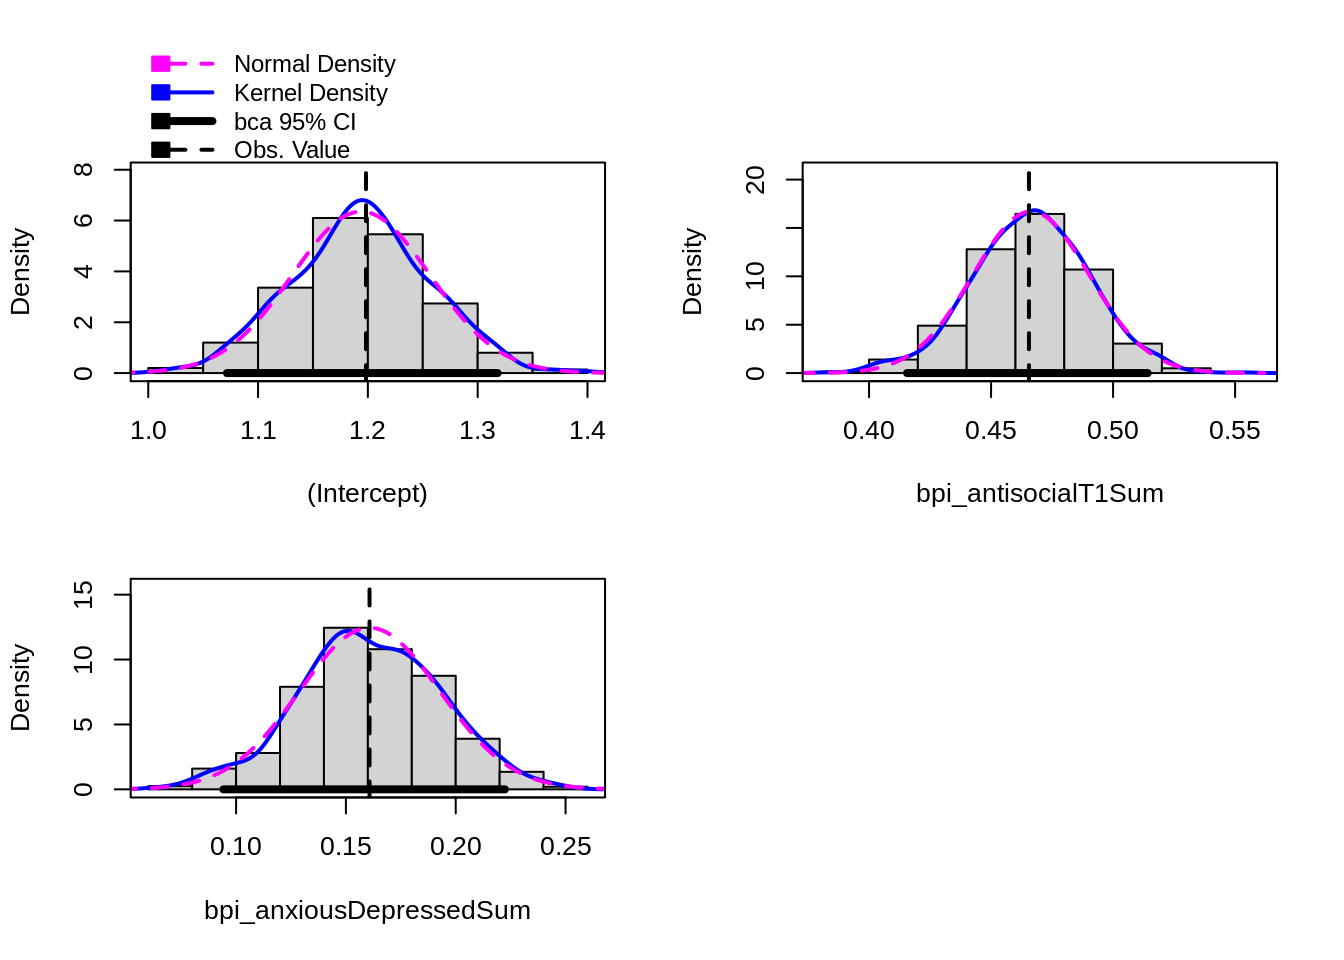 Normal Density
Kernel Density
bca 95% CI
Obs. Value
Density
0 2 4 6 8
1.0 1.1 1.2 1.3 1.4
(Intercept)
Density
0 5 10 20
0.40 0.45 0.50 0.55
bpi_antisocialT1Sum
Density
0 5 10 15
0.10 0.15 0.20 0.25
bpi_anxiousDepressedSum